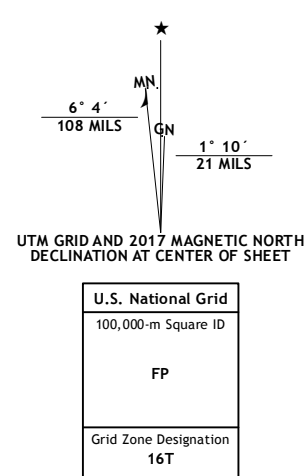 MN
GN
6° 4´
108 MILS
1° 10´
21 MILS
UTM GRID AND 2017 MAGNETIC NORTH
DECLINATION AT CENTER OF SHEET
U.S. National Grid
100,000-m Square ID
FP
Grid Zone Designation
16T